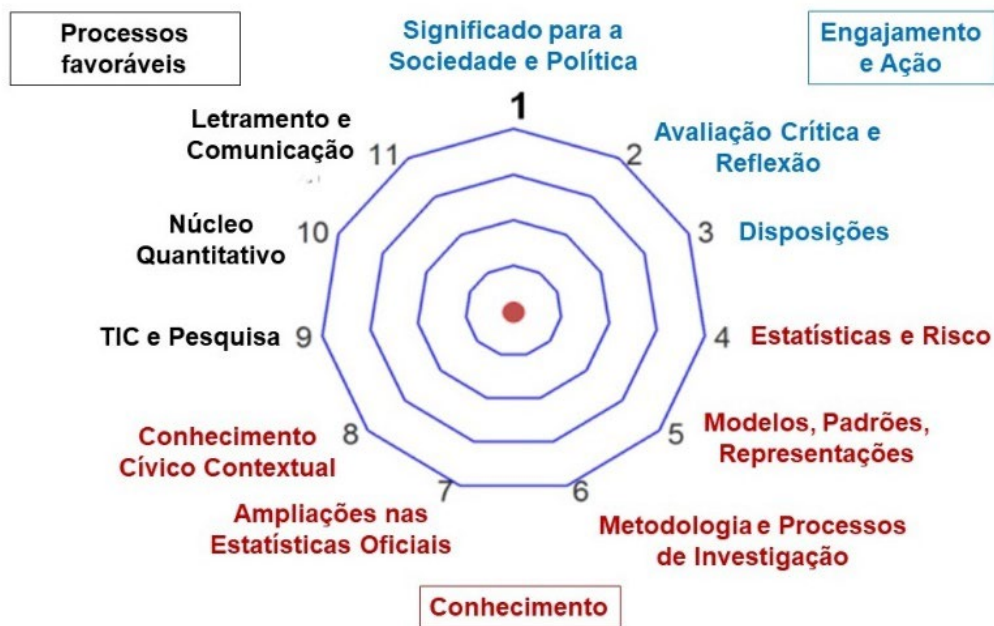 Processos
favoráveis
Significado para a
Sociedade e Política
Engajamento
e Ação
1
Letramento e
Comunicação
11
2
Avaliação Crítica e
Reflexão
Núcleo
Quantitativo
10
3
Disposições
TIC e Pesquisa
9
4
Estatísticas e Risco
Conhecimento
Cívico Contextual
8
5
Modelos, Padrões,
Representações
7
Ampliações nas
Estatísticas Oficiais
6
Metodologia e Processos
de Investigação
Conhecimento